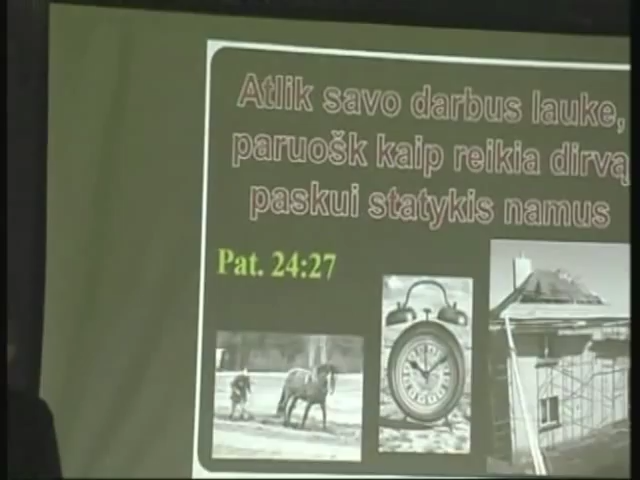 Atlik savo darbus lauke,
paruošk kaip reikia dirvą
paskui statykis namus
Pat. 24:27